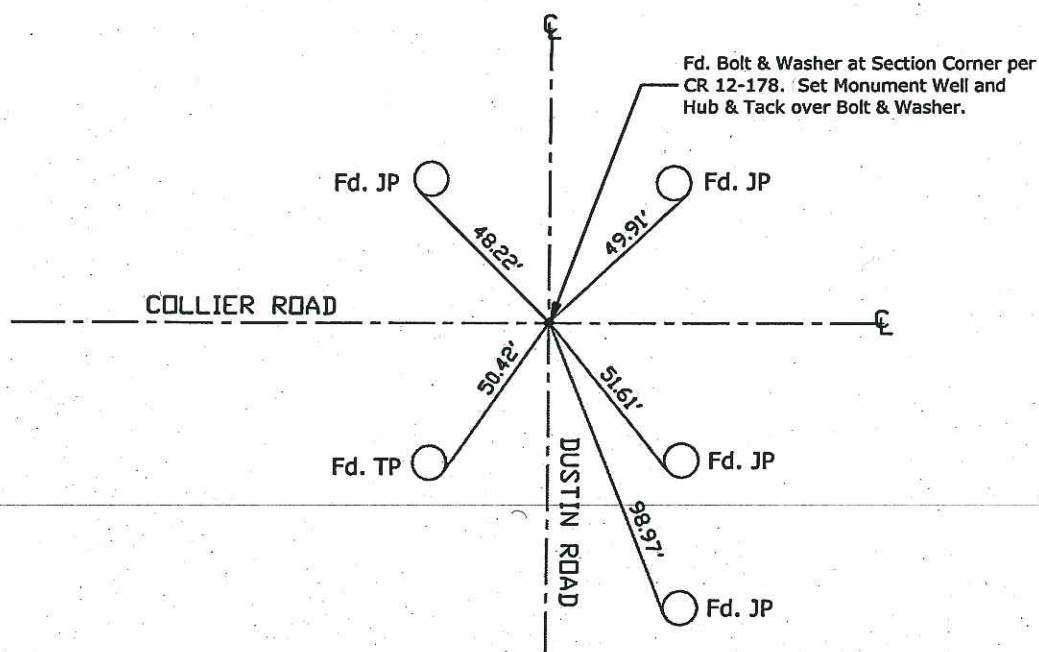 ℄
Fd. Bolt & Washer at Section Corner per
CR 12-178. Set Monument Well and
Hub & Tack over Bolt & Washer.
Fd. JP
Fd. JP
48.22'
49.91'
COLLIER ROAD
℄
50.42'
51.61'
Fd. TP
Fd. JP
DUSTIN ROAD
98.97'
Fd. JP